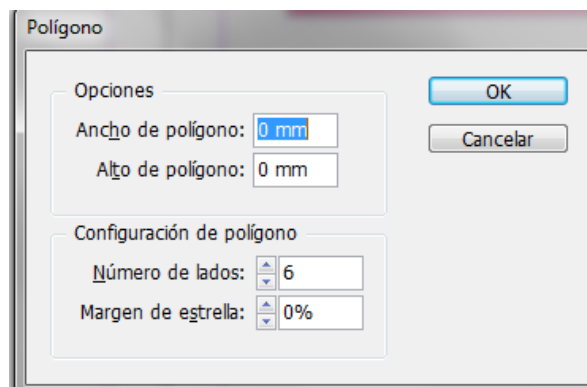 Polígono
Opciones
Ancho de polígono: 0 mm
Alto de polígono: 0 mm
OK
Cancelar
Configuración de polígono
Número de lados: 6
Margen de estrella: 0%